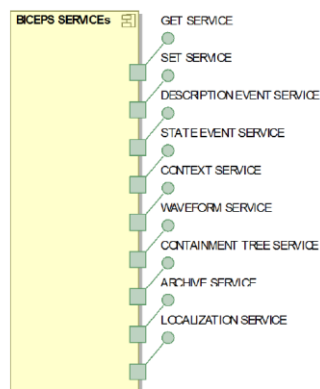 BICEPS SERVICEs
GET SERVICE
SET SERVICE
DESCRIPTION EVENT SERVICE
STATE EVENT SERVICE
CONTEXT SERVICE
WAVEFORM SERVICE
CONTAINMENT TREE SERVICE
ARCHIVE SERVICE
LOCALIZATION SERVICE